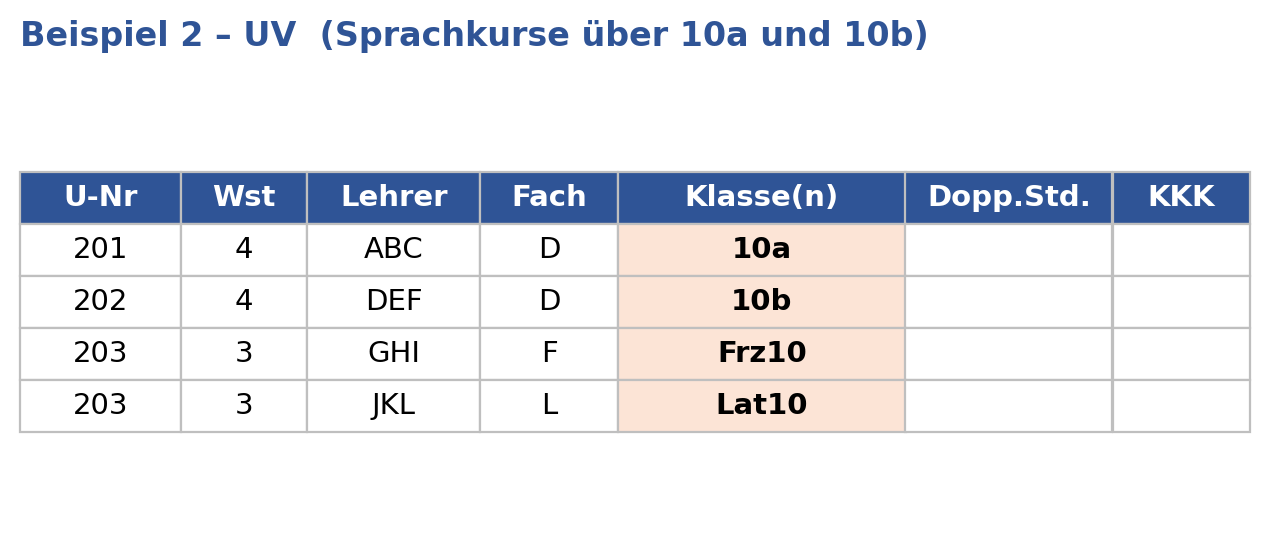 Beispiel 2 – UV  (Sprachkurse über 10a und 10b)
U-Nr Wst Lehrer Fach Klasse(n) Dopp.Std. KKK
201 4 ABC D 10a
202 4 DEF D 10b
203 3 GHI F Frz10
203 3 JKL L Lat10